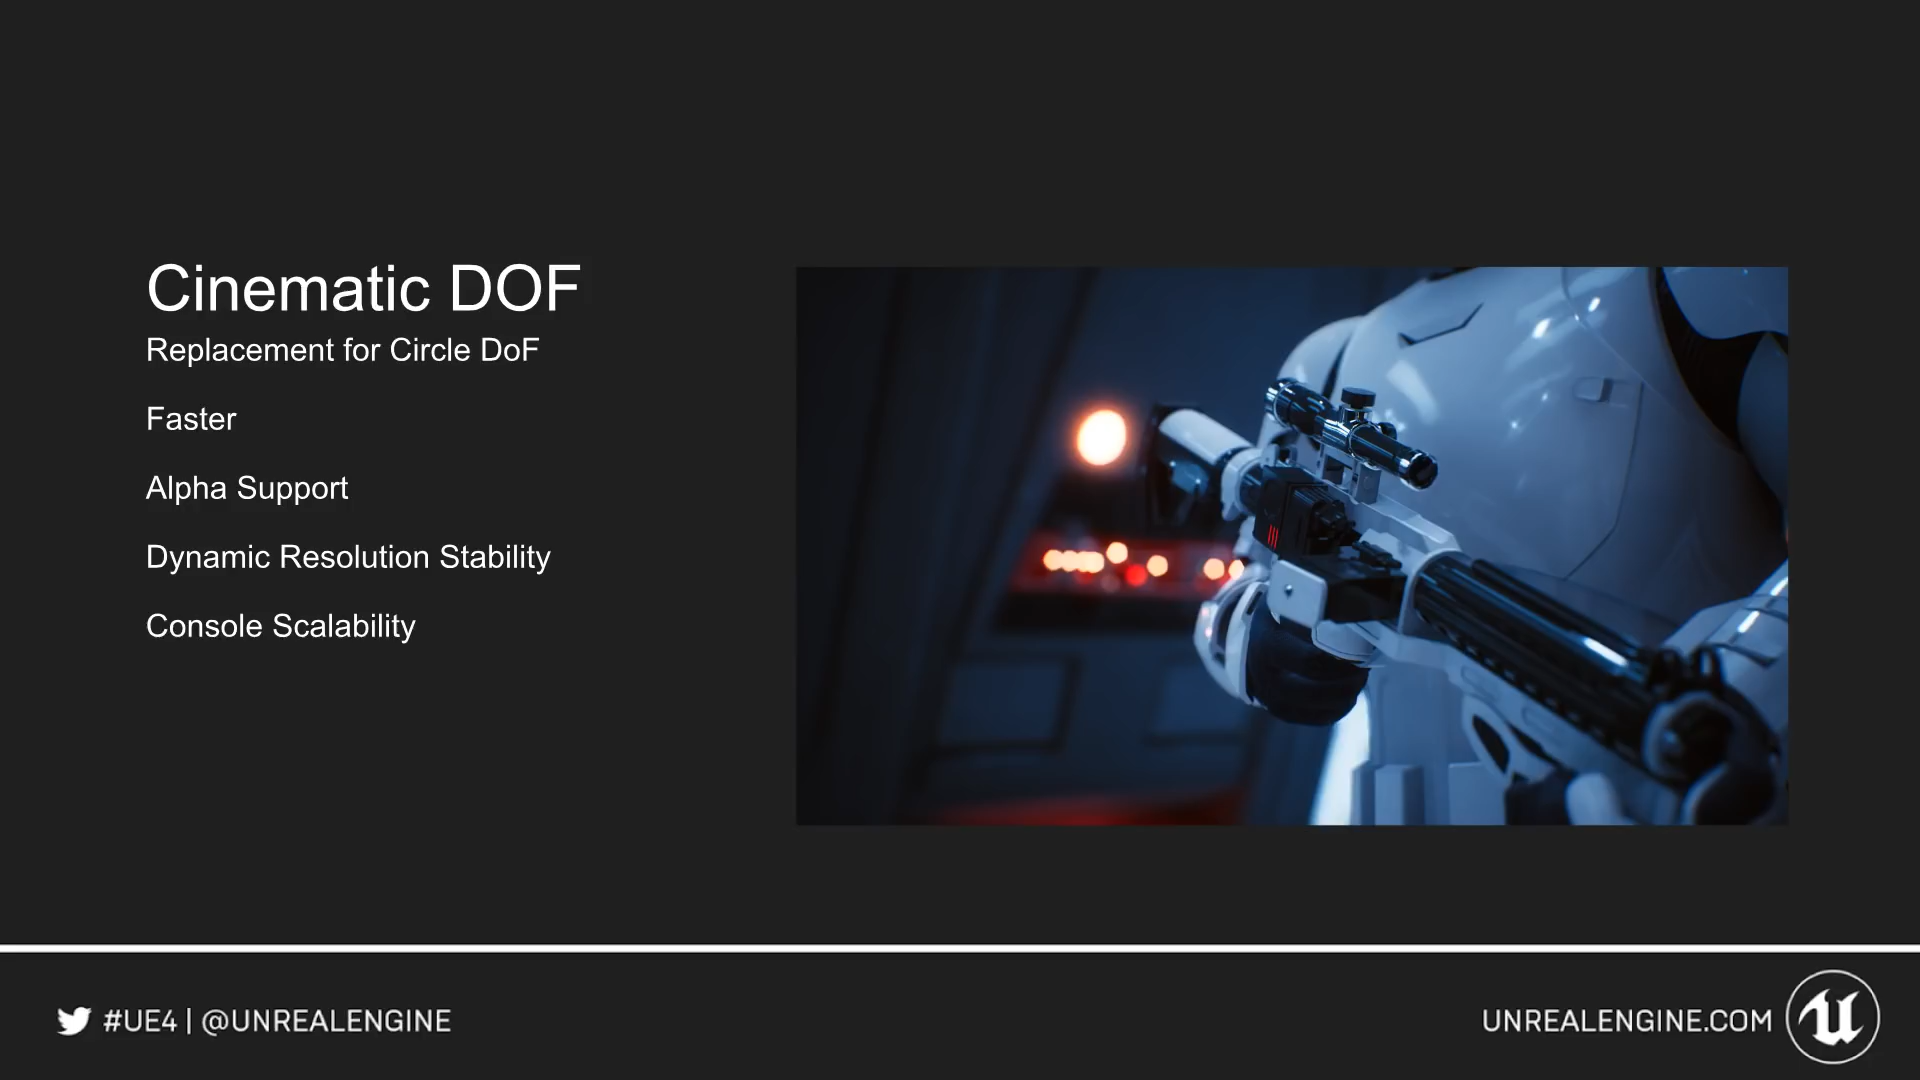 Cinematic DOF
Replacement for Circle DoF
Faster
Alpha Support
Dynamic Resolution Stability
Console Scalability
#UE4 | @UNREALENGINE
UNREALENGINE.COM